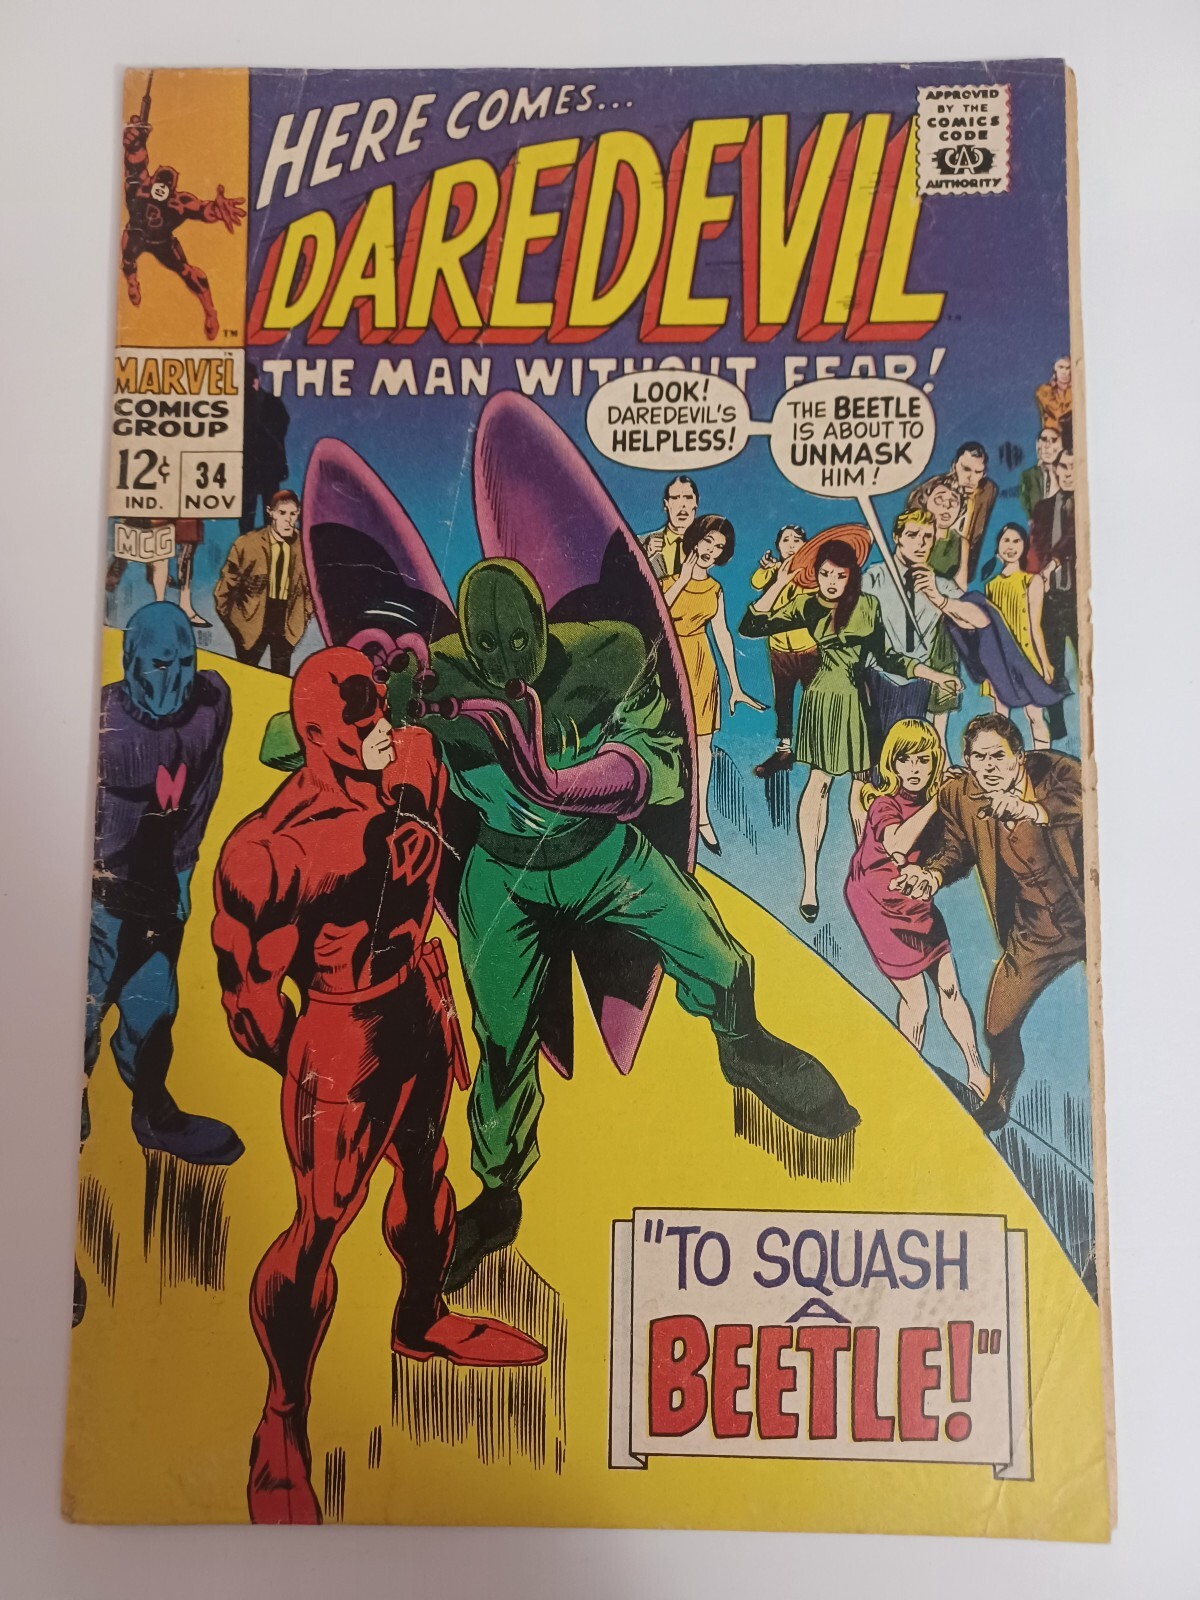 HERE COMES...
DAREDEVIL
TM
THE MAN WITHOUT FEAR!
APPROVED
BY THE
COMICS
CODE
CA
AUTHORITY
MARVEL
COMICS
GROUP
12¢
IND.
34
NOV
MCG
LOOK!
DAREDEVIL'S
HELPLESS!
THE BEETLE
IS ABOUT TO
UNMASK
HIM!
DD
"TO SQUASH
A
BEETLE!"